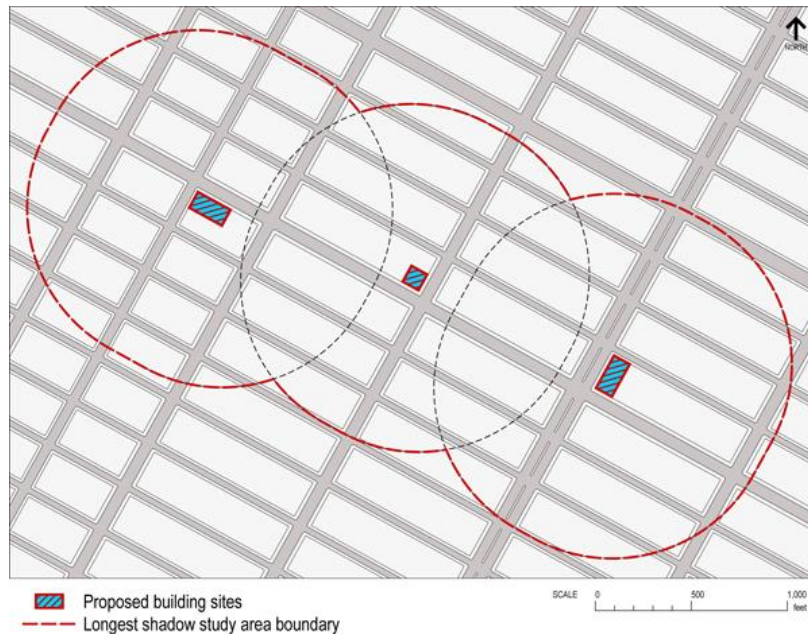 NORTH
Proposed building sites
Longest shadow study area boundary
SCALE 0 500 1,000
feet